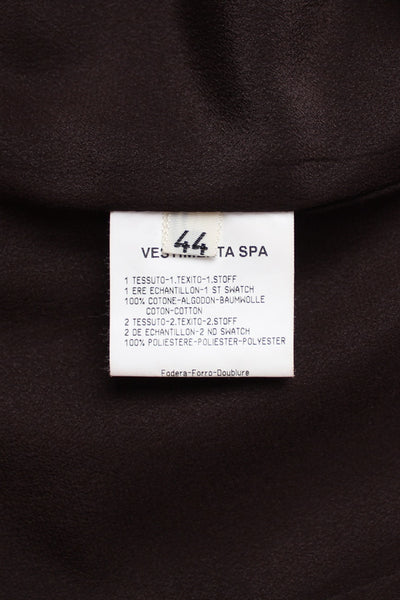 44
VESTIMENTA SPA
1 TESSUTO-1.TEXITO-1.STOFF
1 ERE ECHANTILLON-1 ST SWATCH
100% COTONE-ALGODON-BAUMWOLLE
COTON-COTTON
2 TESSUTO-2.TEXITO-2.STOFF
2 DE ECHANTILLON-2 ND SWATCH
100% POLIESTERE-POLIESTER-POLYESTER
Fodera-Forro-Doublure